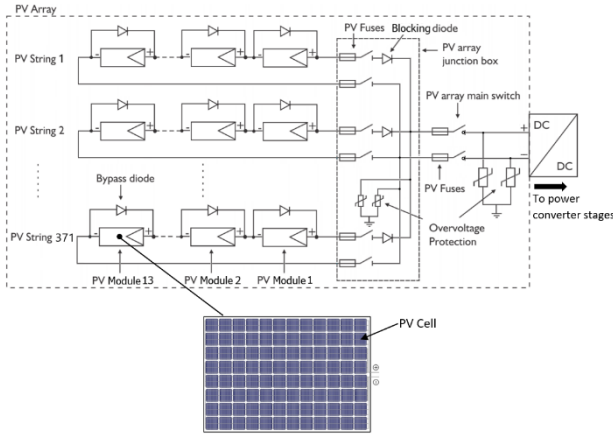 PV Array
PV Fuses
Blocking diode
PV String 1
PV array
junction box
PV array main switch
PV String 2
DC
DC
PV Fuses
To power
converter stages
Bypass diode
Overvoltage
Protection
PV String 371
PV Module 13
PV Module 2
PV Module 1
PV Cell